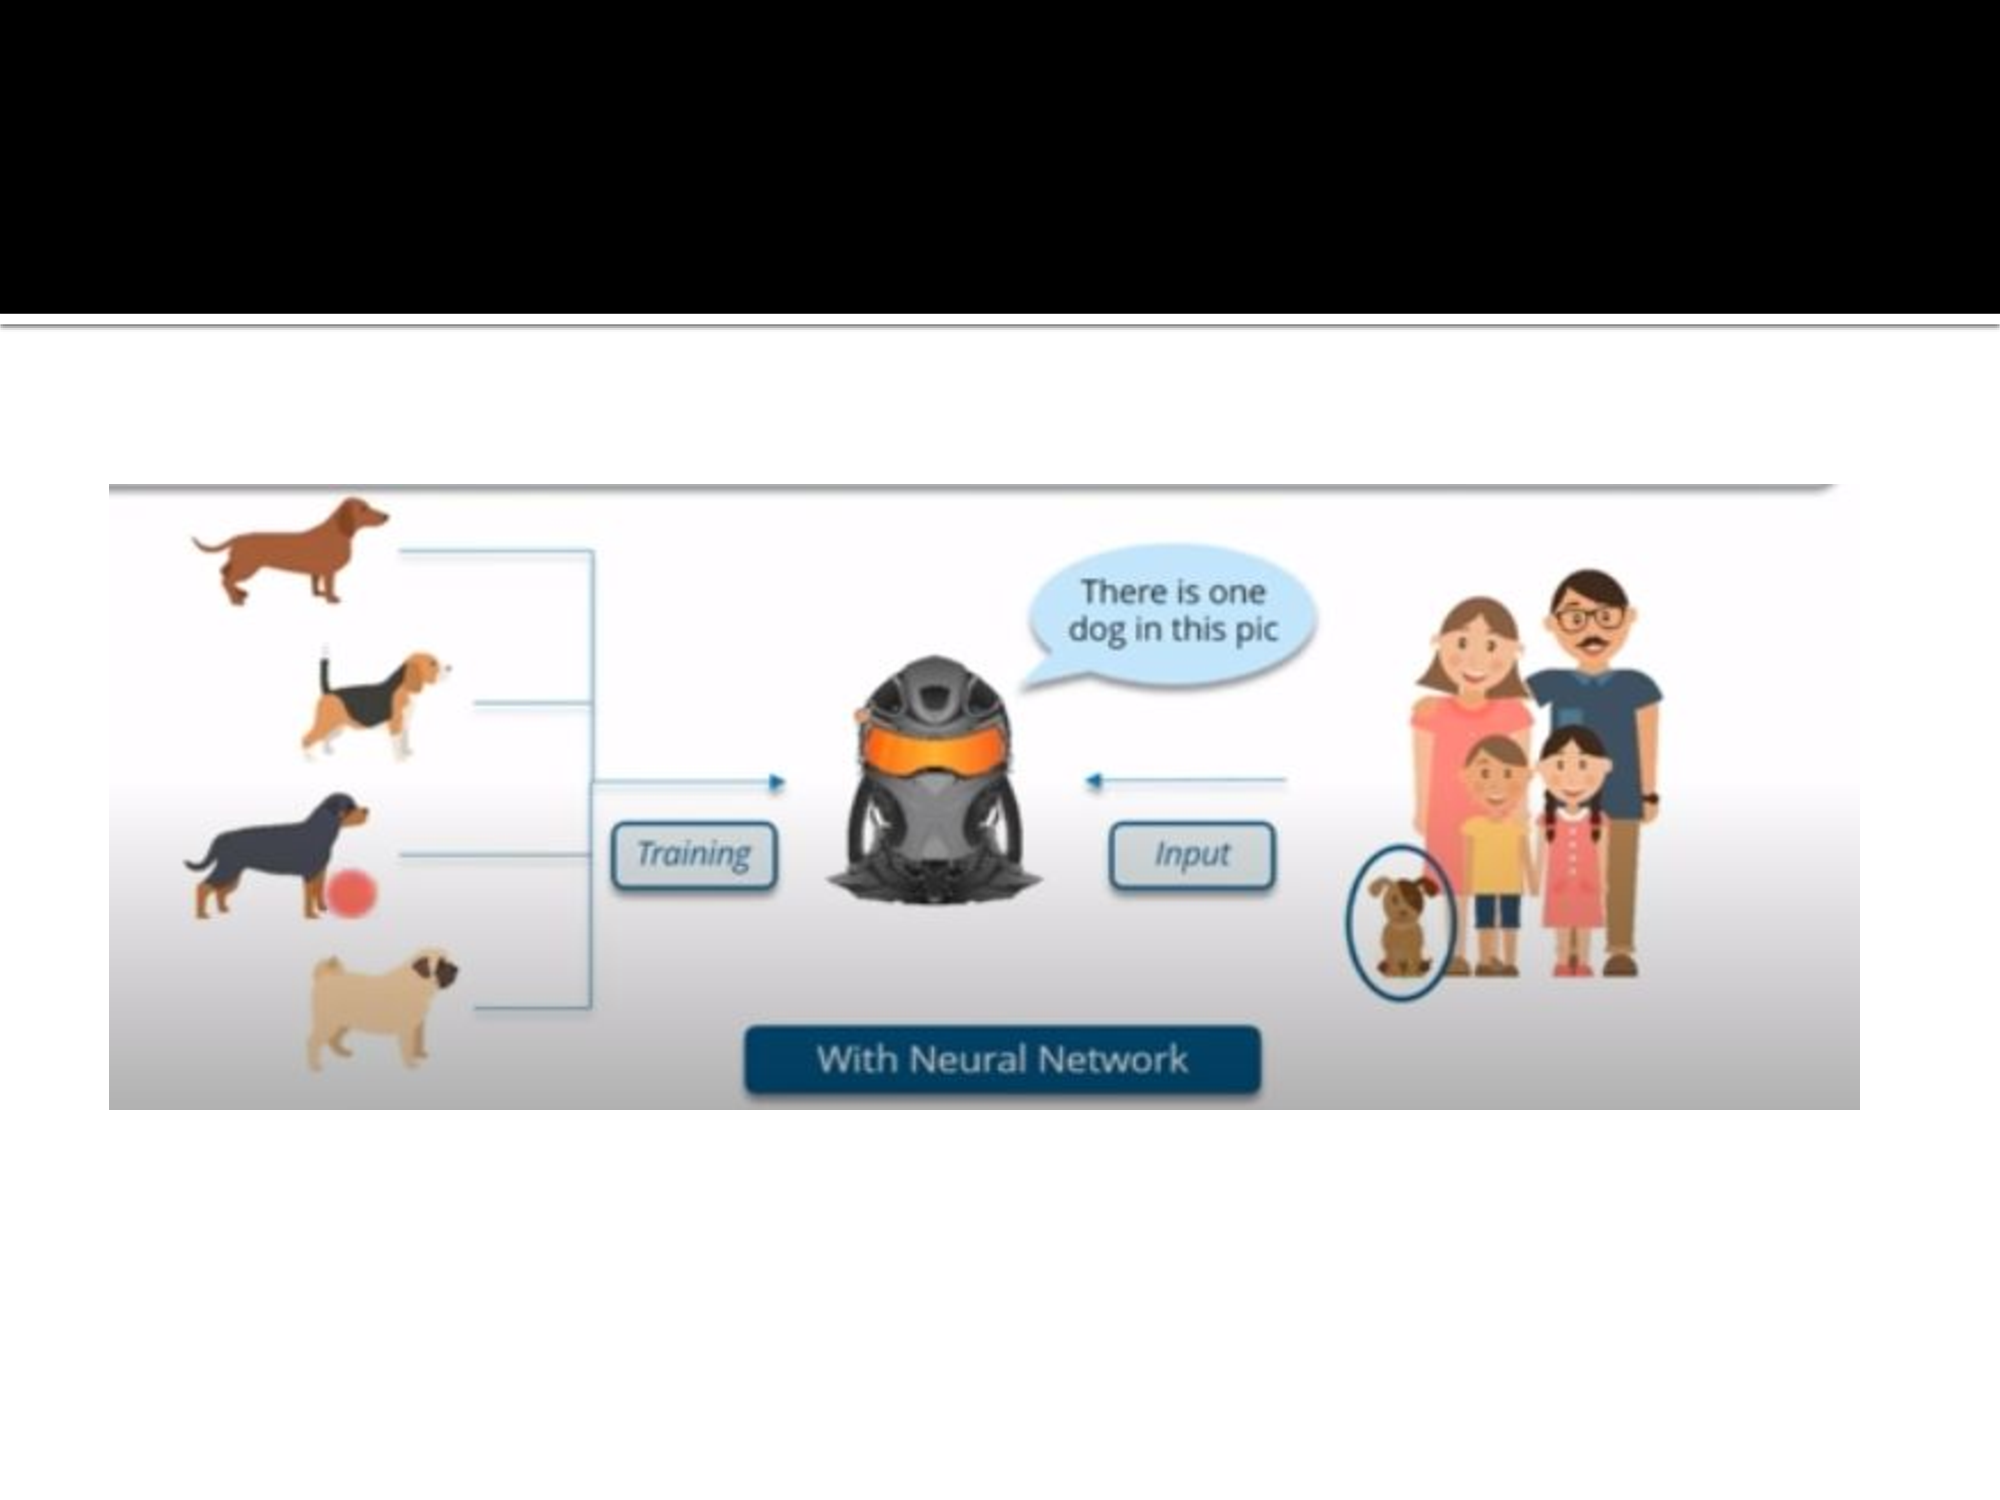 There is one
dog in this pic
Training
Input
With Neural Network